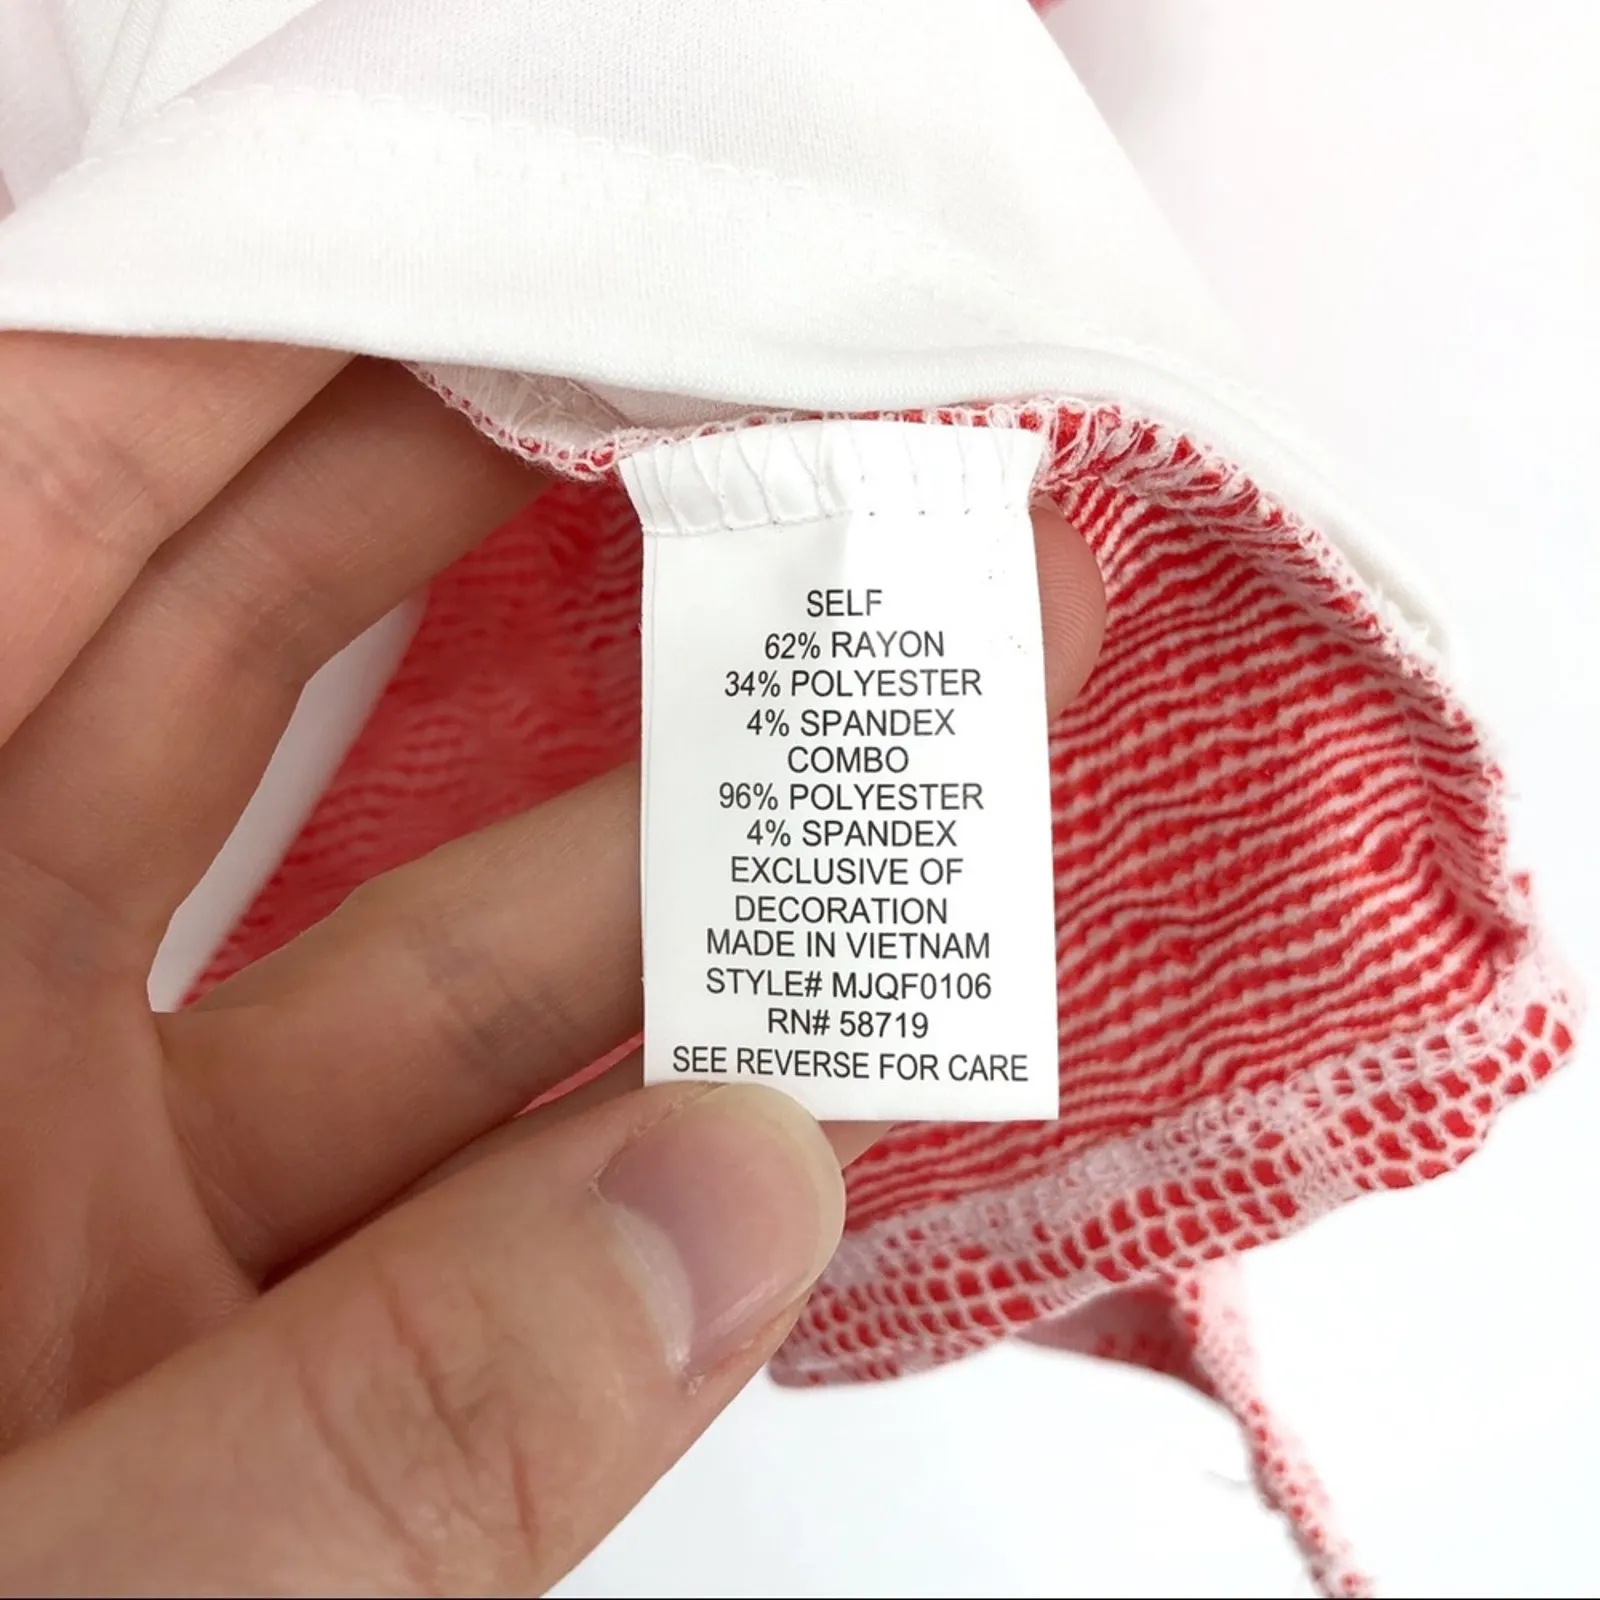 SELF
62% RAYON
34% POLYESTER
4% SPANDEX
COMBO
96% POLYESTER
4% SPANDEX
EXCLUSIVE OF
DECORATION
MADE IN VIETNAM
STYLE# MJQF0106
RN# 58719
SEE REVERSE FOR CARE